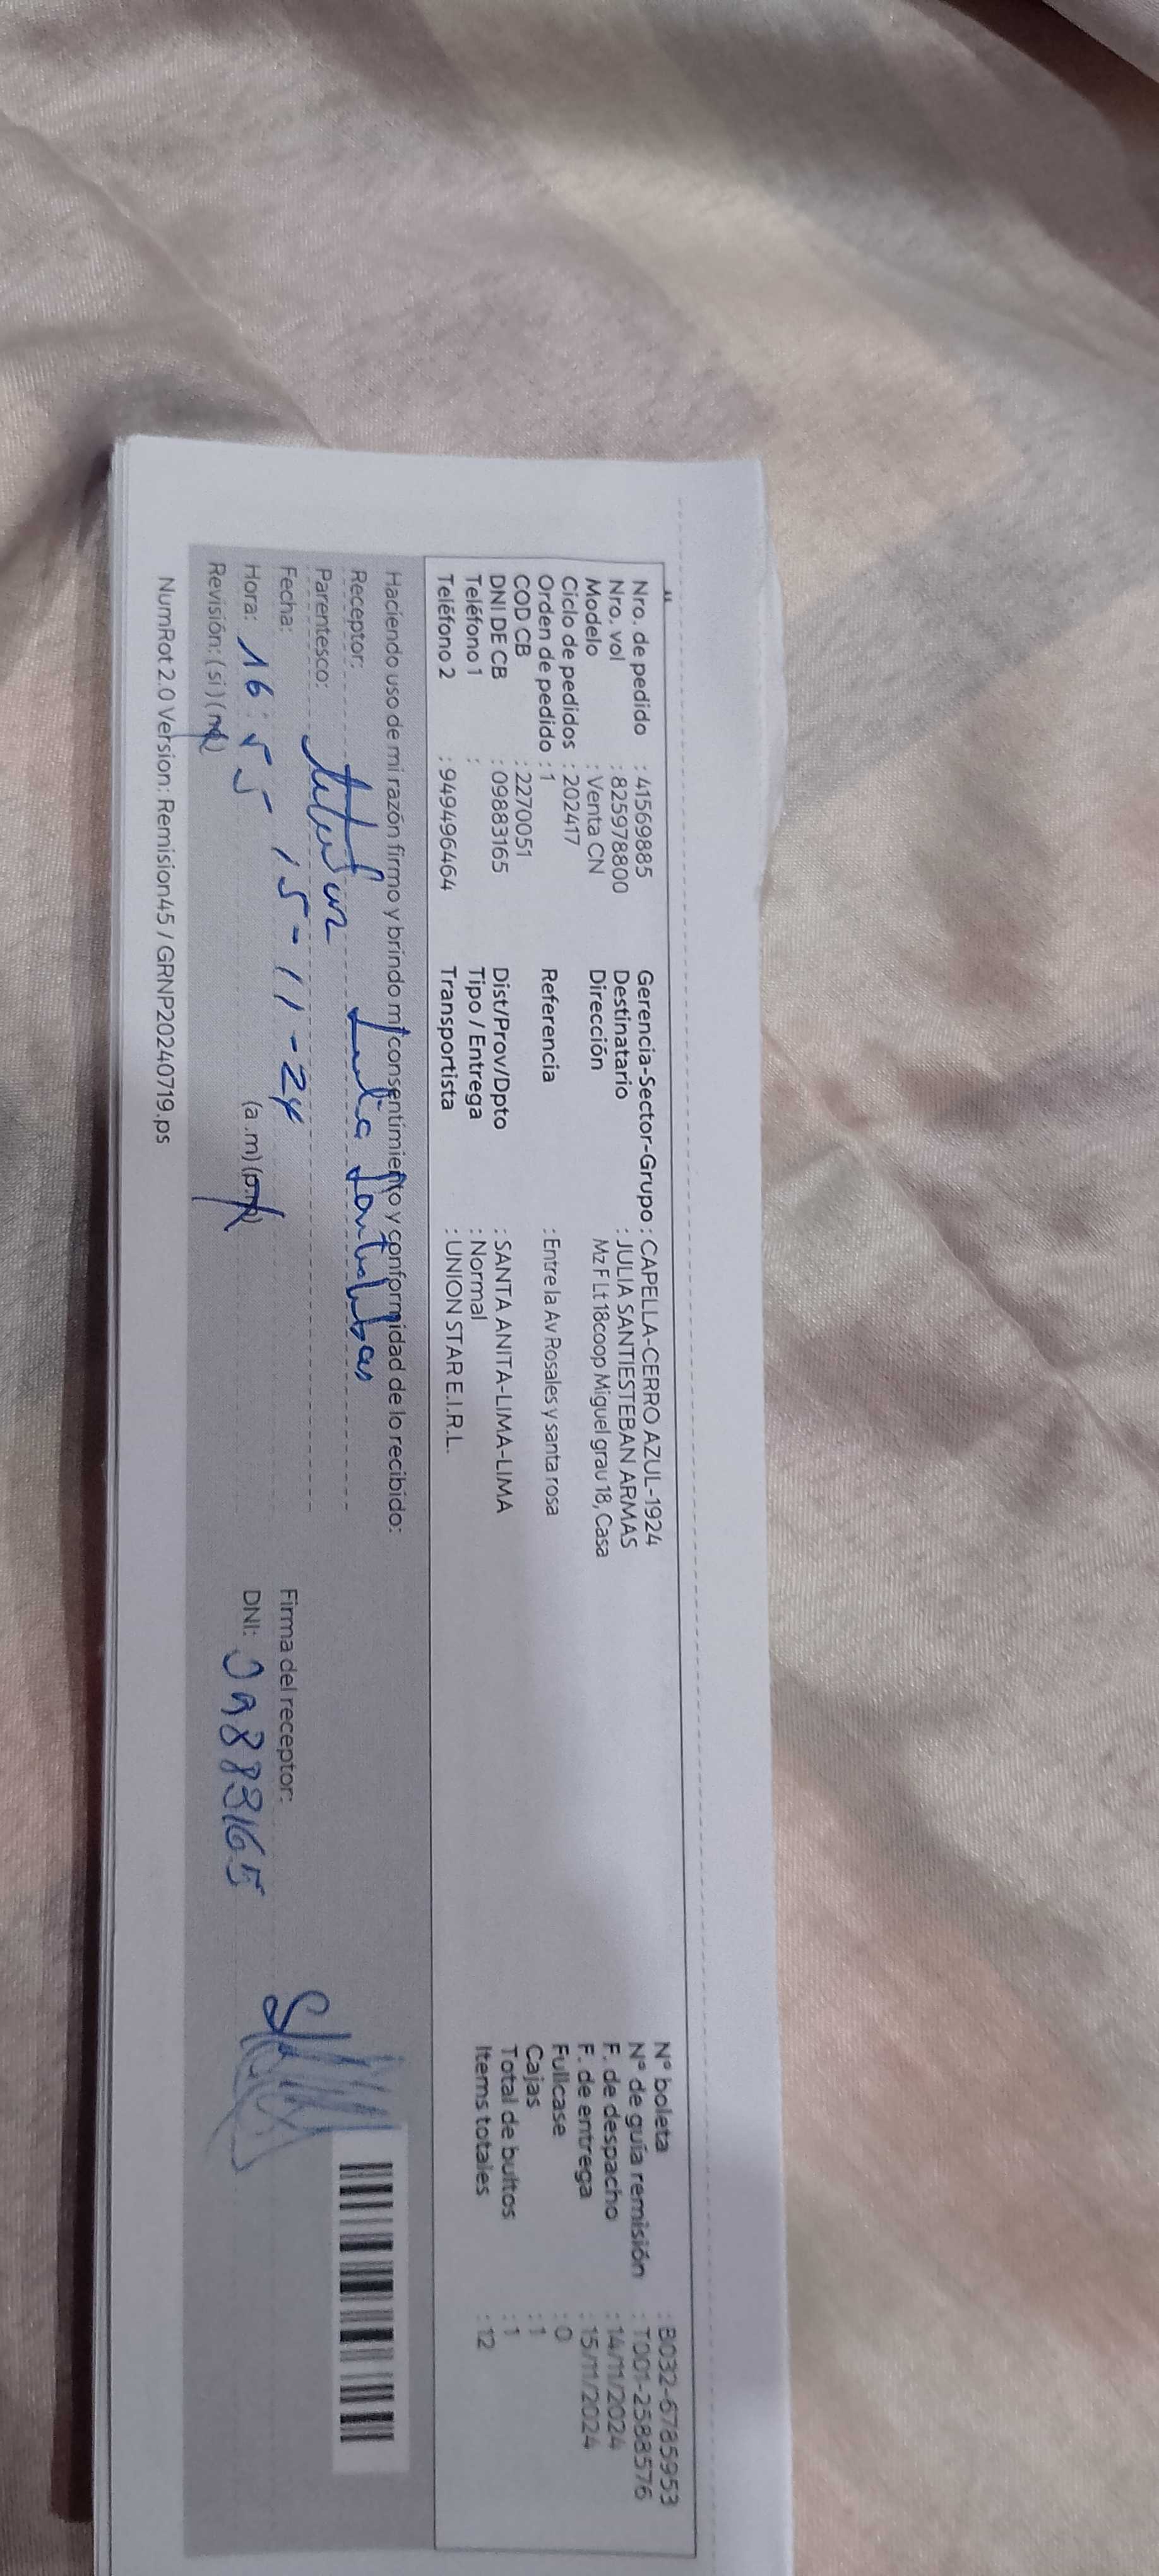 Nro. de pedido : 41569885 Gerencia-Sector-Grupo : CAPELLA-CERRO AZUL-1924 N° boleta : B032-6785953
Nro. vol : 825978800 Destinatario : JULIA SANTIESTEBAN ARMAS N° de guía remisión : T001-2588576
Modelo : Venta CN Dirección Mz F Lt 18coop Miguel grau 18, Casa F. de despacho : 14/11/2024
Ciclo de pedidos : 202417 F. de entrega : 15/11/2024
Orden de pedido : 1 Referencia : Entre la Av Rosales y santa rosa Fullcase : 0
COD CB : 2270051 Cajas : 1
DNI DE CB : 09883165 Dist/Prov/Dpto : SANTA ANITA-LIMA-LIMA Total de bultos : 1
Teléfono 1 : Tipo / Entrega : Normal Items totales : 12
Teléfono 2 : 949496464 Transportista : UNION STAR E.I.R.L.
Haciendo uso de mi razón firmo y brindo mi consentimiento y conformidad de lo recibido:
Receptor: Julia
Parentesco: titular
Fecha: 15-11-24 Firma del receptor:
Hora: 16:55 (a.m) (p.m) DNI: 09883165
Revisión: (si) (no)
NumRot 2.0 Version: Remision45 / GRNP20240719.ps